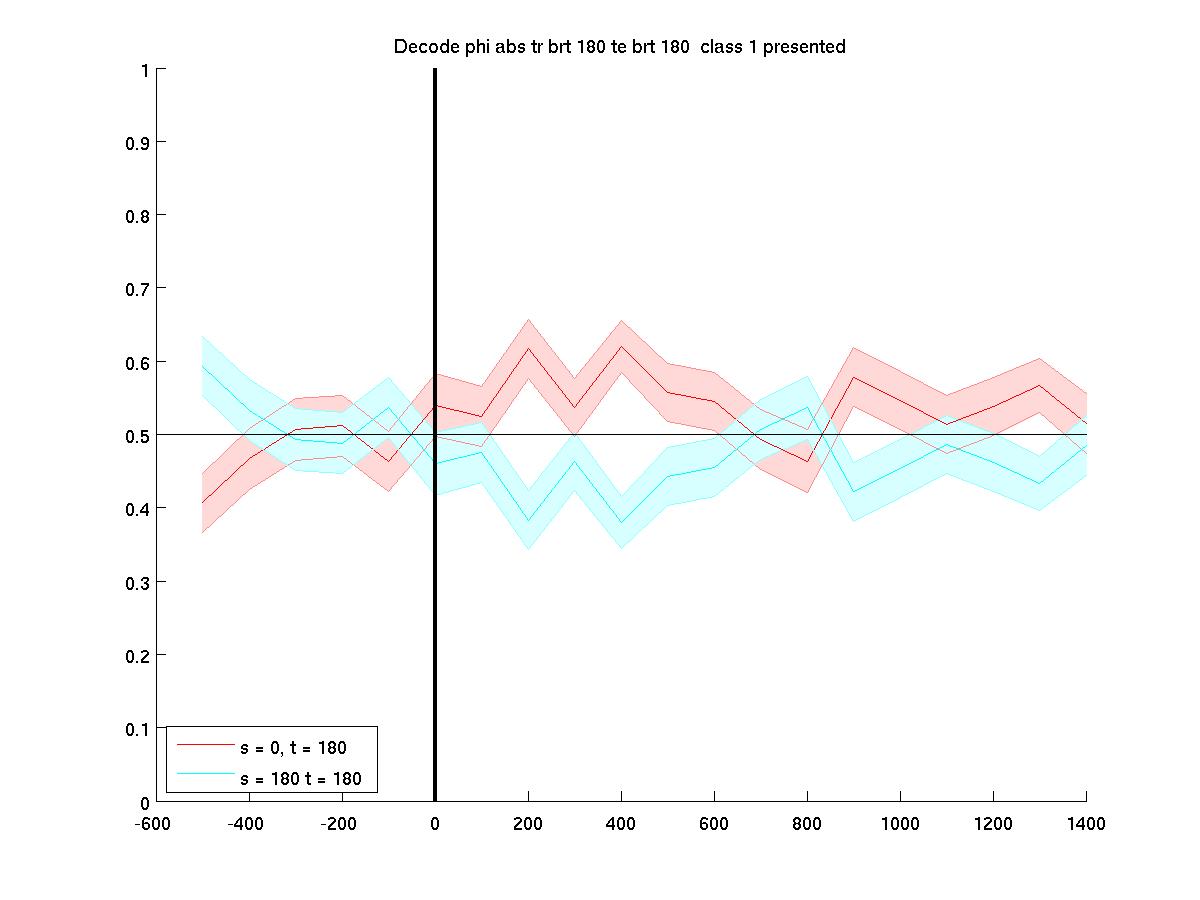 Decode phi abs tr brt 180 te brt 180  class 1 presented
1
0.9
0.8
0.7
0.6
0.5
0.4
0.3
0.2
0.1
0
s = 0, t = 180
s = 180 t = 180
-600 -400 -200 0 200 400 600 800 1000 1200 1400